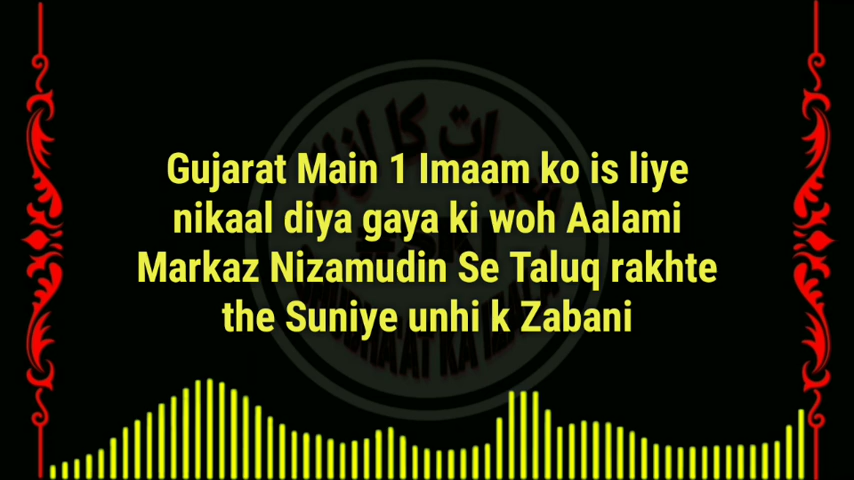 Gujarat Main 1 Imaam ko is liye
nikaal diya gaya ki woh Aalami
Markaz Nizamudin Se Taluq rakhte
the Suniye unhi k Zabani